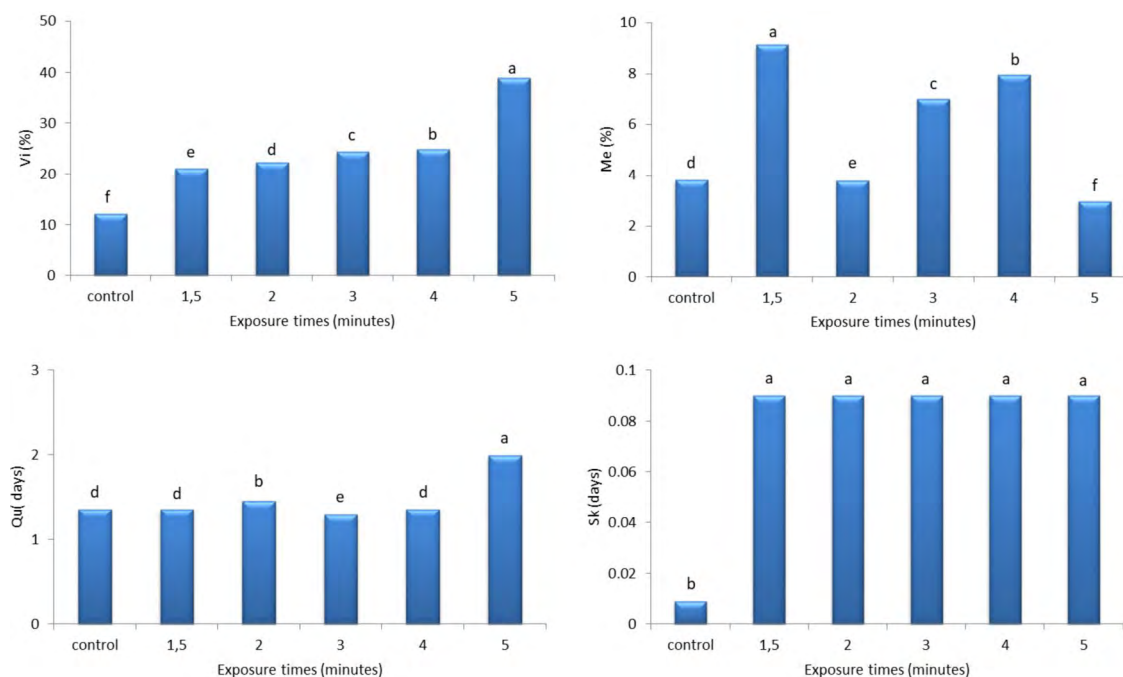 50
40
30
20
10
0
Vi (%)
f
e
d
c
b
a
control 1,5 2 3 4 5
Exposure times (minutes)
10
8
6
4
2
0
Me (%)
d
a
e
c
b
f
control 1,5 2 3 4 5
Exposure times (minutes)
3
2
1
0
Qu( days)
d
d
b
e
d
a
control 1,5 2 3 4 5
Exposure times (minutes)
0.1
0.08
0.06
0.04
0.02
0
Sk (days)
b
a
a
a
a
a
control 1,5 2 3 4 5
Exposure times (minutes)